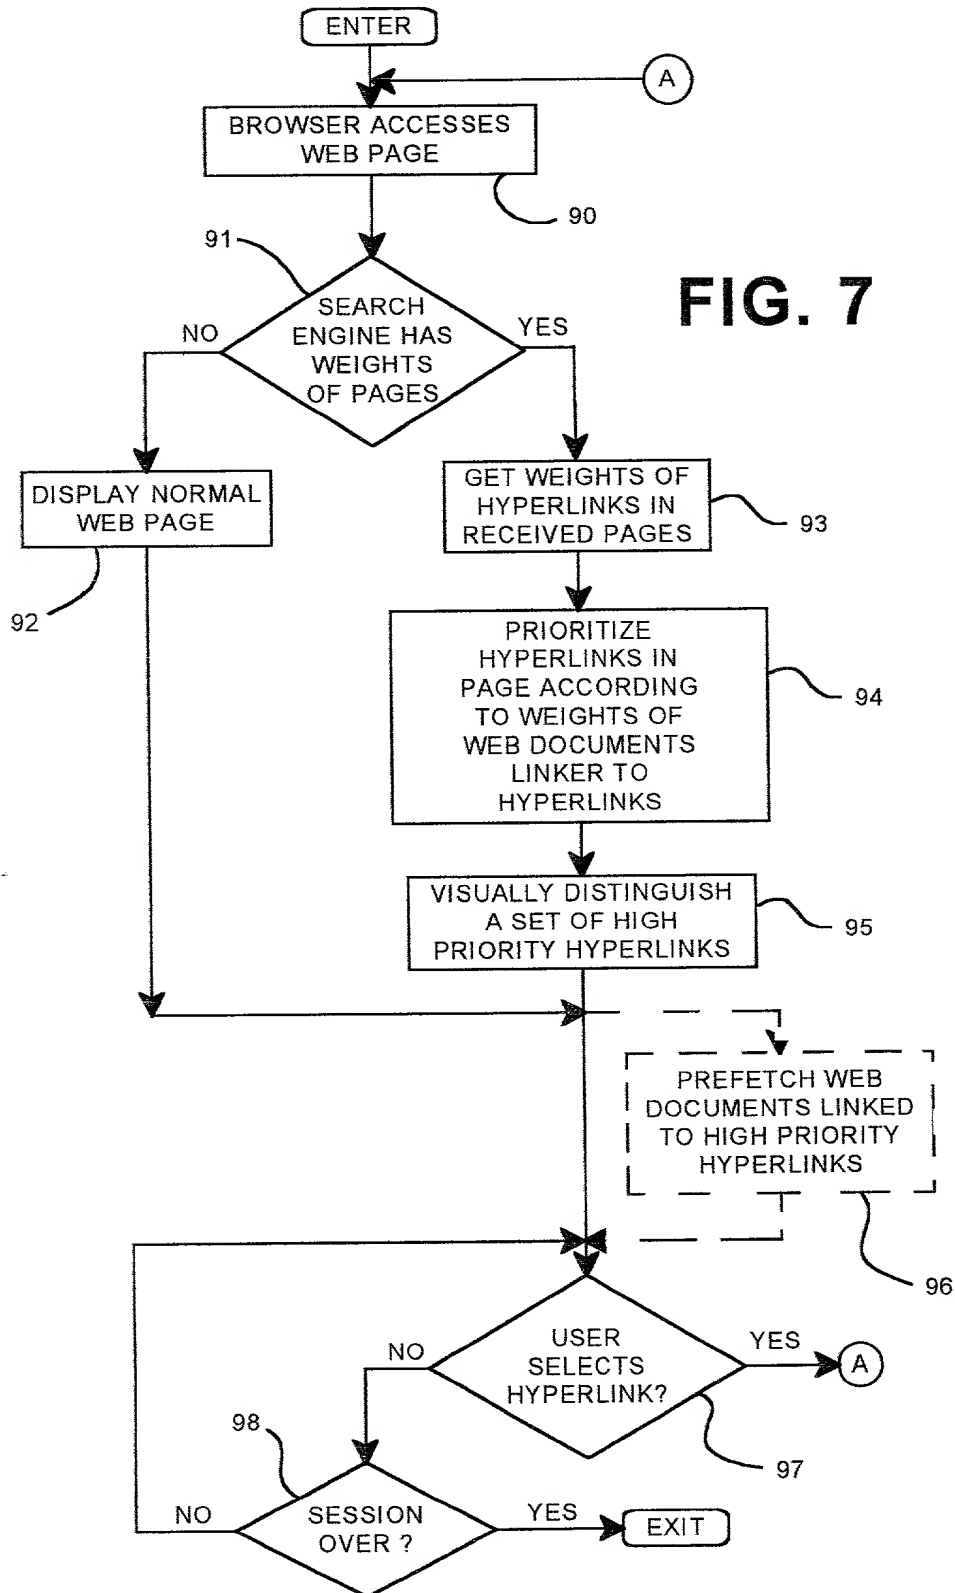 ENTER
A
BROWSER ACCESSES
WEB PAGE
90
91
FIG. 7
SEARCH
ENGINE HAS
WEIGHTS
OF PAGES
NO
YES
DISPLAY NORMAL
WEB PAGE
92
GET WEIGHTS OF
HYPERLINKS IN
RECEIVED PAGES
93
PRIORITIZE
HYPERLINKS IN
PAGE ACCORDING
TO WEIGHTS OF
WEB DOCUMENTS
LINKER TO
HYPERLINKS
94
VISUALLY DISTINGUISH
A SET OF HIGH
PRIORITY HYPERLINKS
95
PREFETCH WEB
DOCUMENTS LINKED
TO HIGH PRIORITY
HYPERLINKS
96
USER
SELECTS
HYPERLINK?
NO
YES
A
97
98
SESSION
OVER ?
NO
YES
EXIT